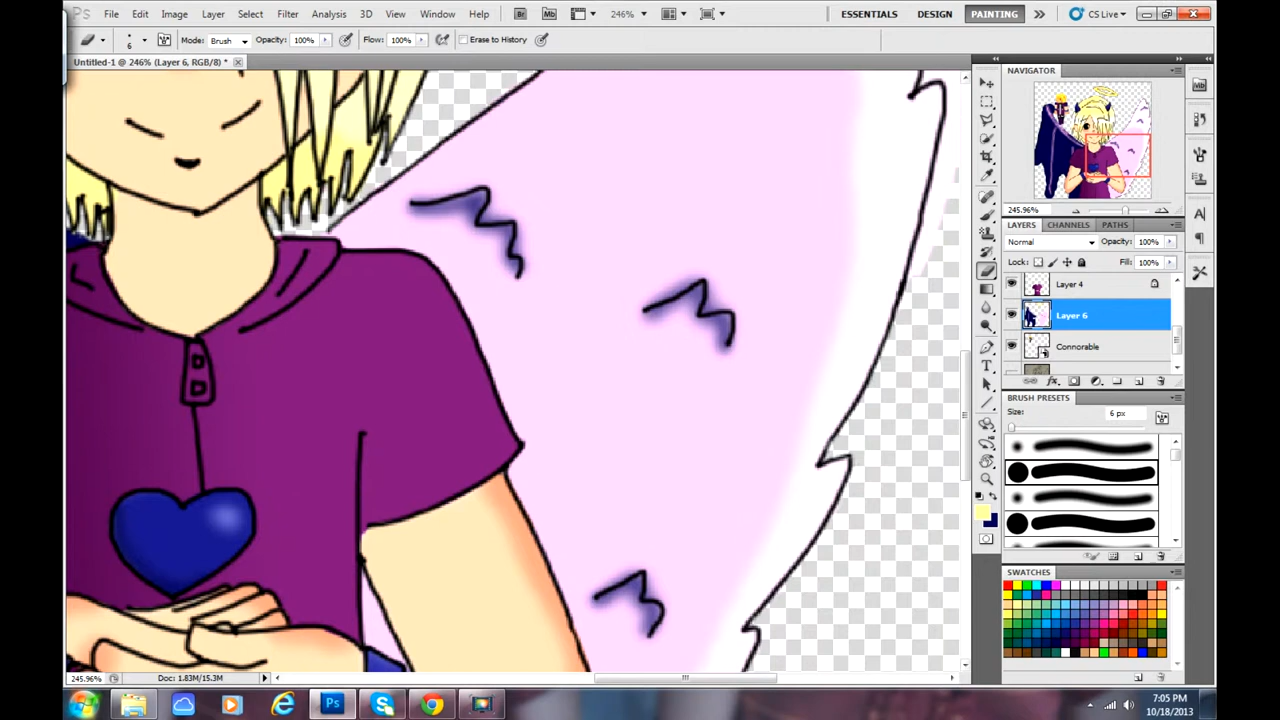 Ps File Edit Image Layer Select Filter Analysis 3D View Window Help Br Mb 246% ESSENTIALS DESIGN PAINTING CS Live
6 Mode: Brush Opacity: 100% Flow: 100% Erase to History
Untitled-1 @ 246% (Layer 6, RGB/8) *
NAVIGATOR
245.96%
LAYERS CHANNELS PATHS
Normal Opacity: 100%
Lock: Fill: 100%
Layer 4
Layer 6
Connorable
BRUSH PRESETS
Size: 6 px
SWATCHES
245.96% Doc: 1.83M/15.3M
7:05 PM
10/18/2013